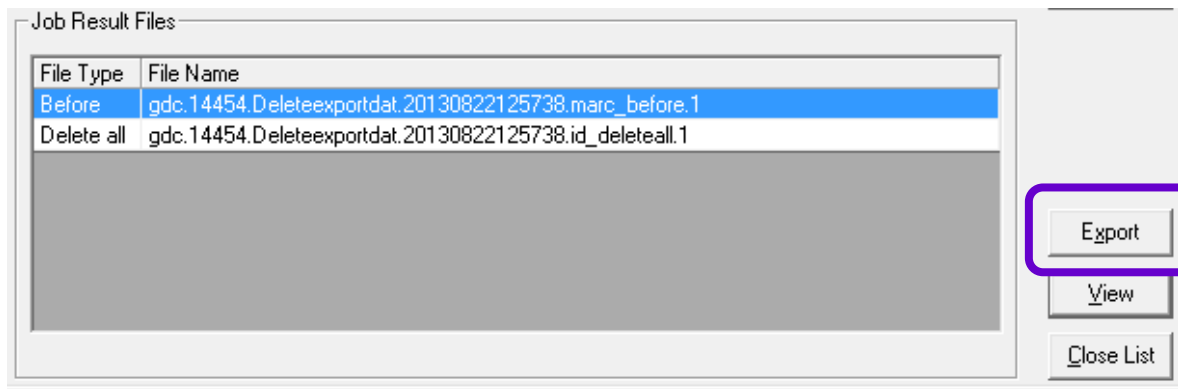 Job Result Files
File Type File Name
Before gdc.14454.Deleteexportdat.20130822125738.marc_before.1
Delete all gdc.14454.Deleteexportdat.20130822125738.id_deleteall.1
Export
View
Close List